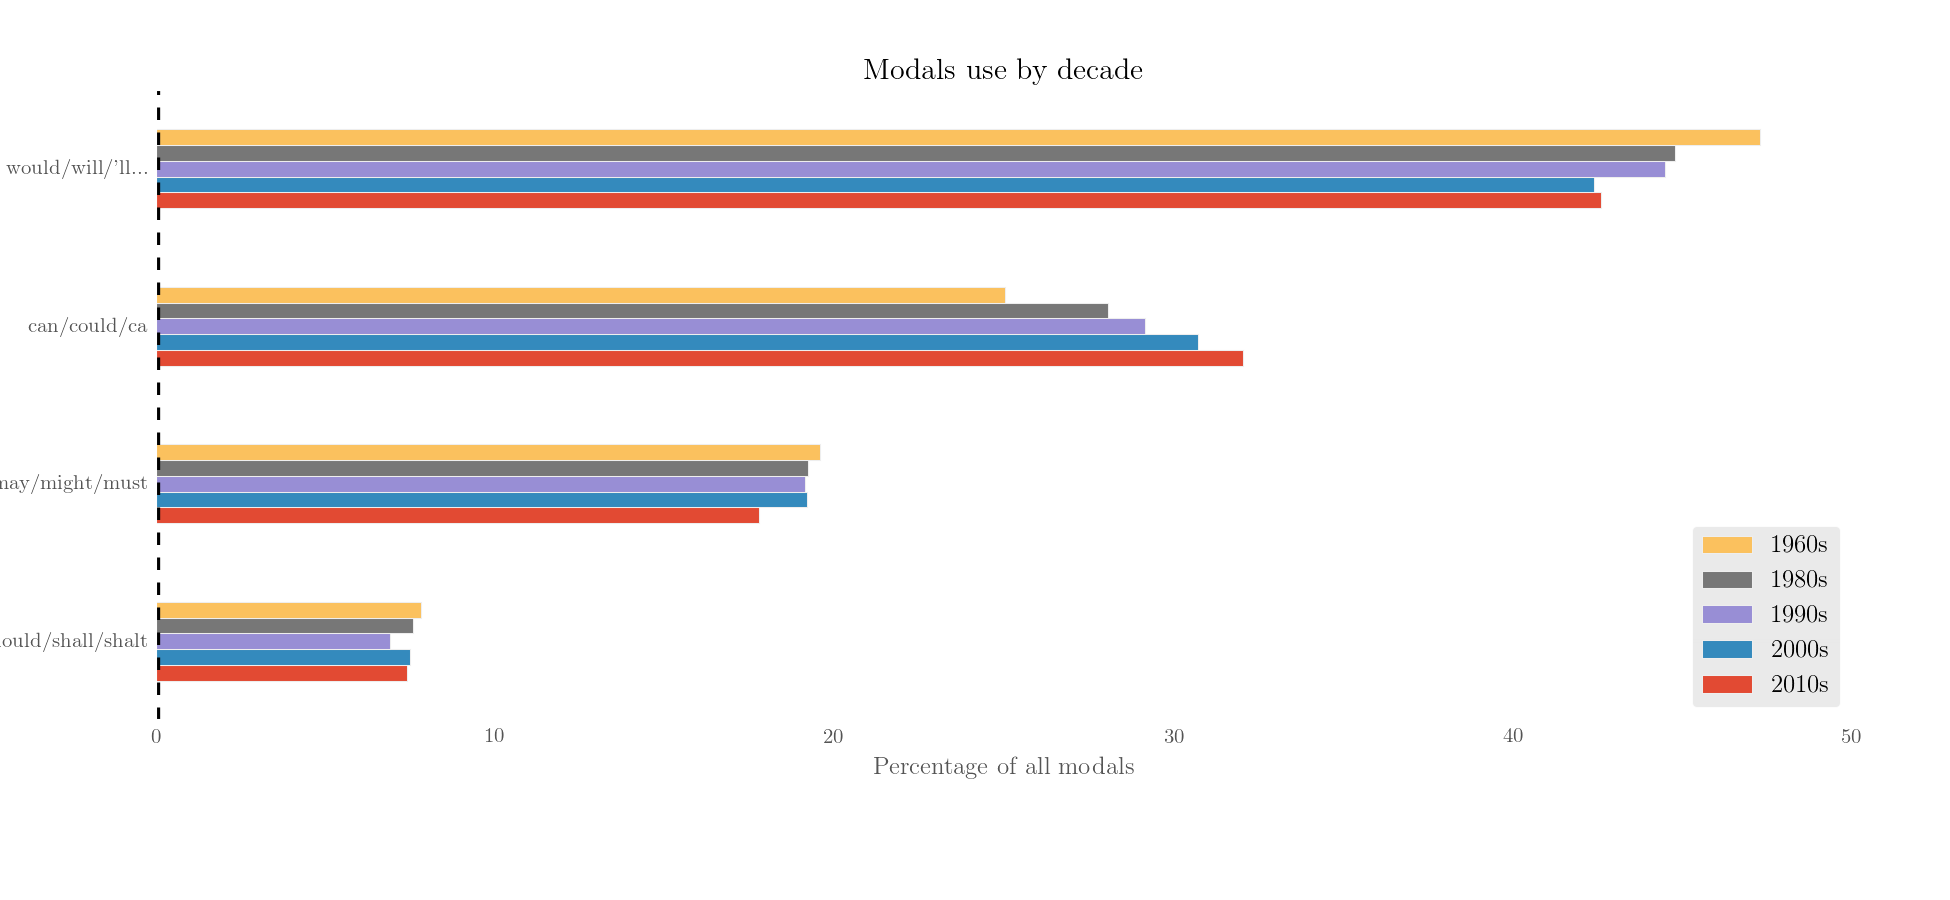 Modals use by decade
would/will/'ll...
can/could/ca
may/might/must
ould/shall/shalt
1960s
1980s
1990s
2000s
2010s
0 10 20 30 40 50
Percentage of all modals